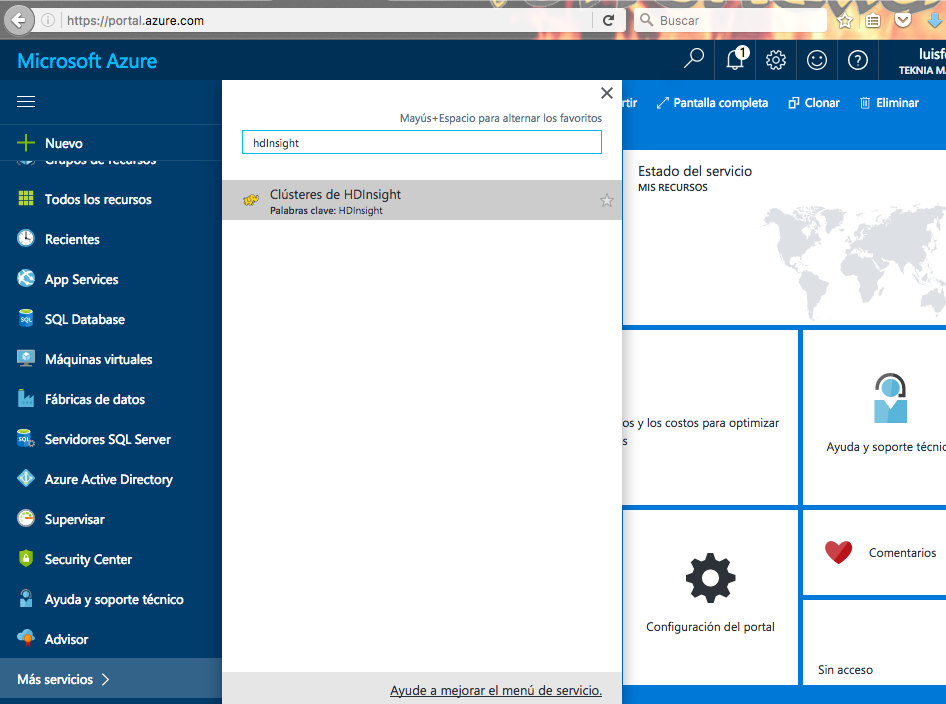 https://portal.azure.com
Buscar
Microsoft Azure
1
luisf
TEKNIA M
Nuevo
Grupos de recursos
Todos los recursos
Recientes
App Services
SQL Database
Máquinas virtuales
Fábricas de datos
Servidores SQL Server
Azure Active Directory
Supervisar
Security Center
Ayuda y soporte técnico
Advisor
Más servicios
Mayús+Espacio para alternar los favoritos
hdInsight
Clústeres de HDInsight
Palabras clave: HDInsight
Ayude a mejorar el menú de servicio.
rtir
Pantalla completa
Clonar
Eliminar
Estado del servicio
MIS RECURSOS
os y los costos para optimizar
s
Ayuda y soporte técnic
Configuración del portal
Comentarios
Sin acceso
SQL
SQL